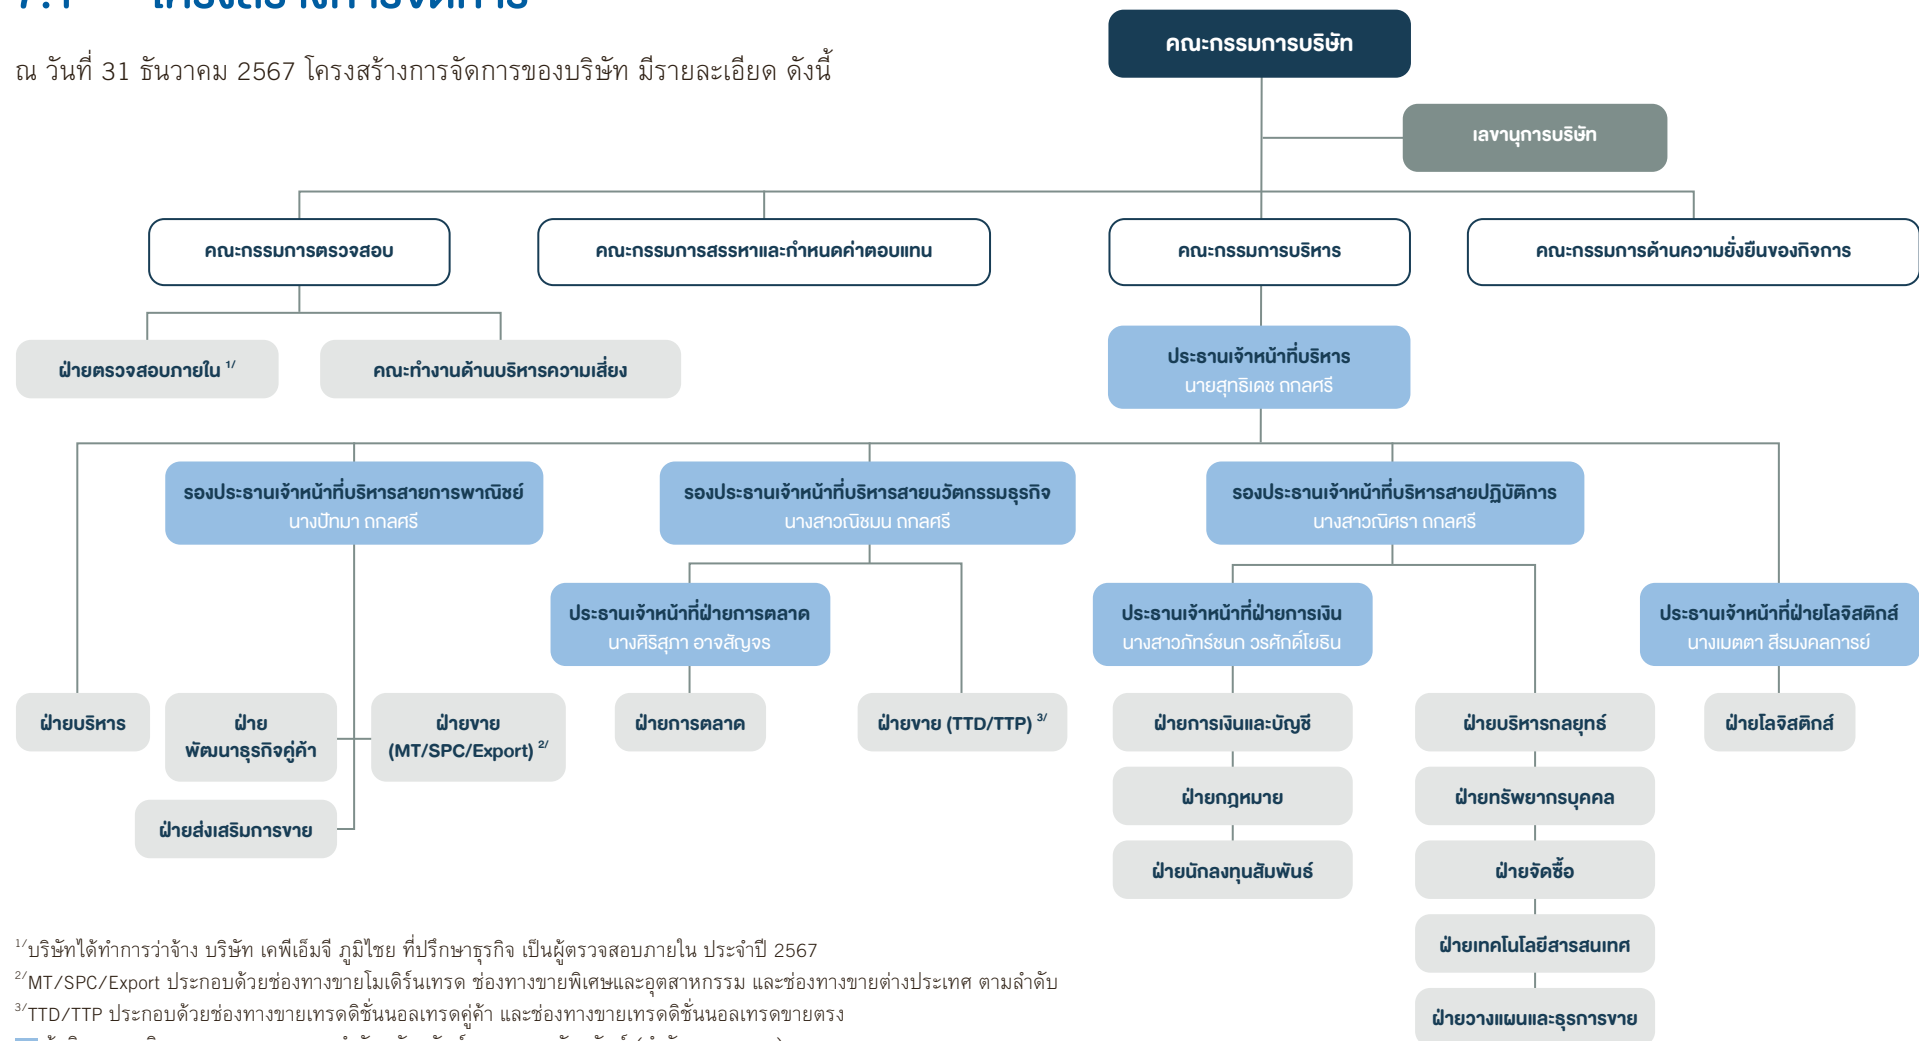 7.1 โครงสร้างการจัดการ
ณ วันที่ 31 ธันวาคม 2567 โครงสร้างการจัดการของบริษัท มีรายละเอียด ดังนี้
คณะกรรมการบริษัท
เลขานุการบริษัท
คณะกรรมการตรวจสอบ
คณะกรรมการสรรหาและกำหนดค่าตอบแทน
คณะกรรมการบริหาร
คณะกรรมการด้านความยั่งยืนของกิจการ
ฝ่ายตรวจสอบภายใน 1/
คณะทำงานด้านบริหารความเสี่ยง
ประธานเจ้าหน้าที่บริหาร
นายสุทธิเดช ถกลศรี
รองประธานเจ้าหน้าที่บริหารสายการพาณิชย์
นางปัทมา ถกลศรี
รองประธานเจ้าหน้าที่บริหารสายนวัตกรรมธุรกิจ
นางสาวณิชมน ถกลศรี
รองประธานเจ้าหน้าที่บริหารสายปฏิบัติการ
นางสาวณิศรา ถกลศรี
ประธานเจ้าหน้าที่ฝ่ายการตลาด
นางศิริสุภา อาจสัญจร
ประธานเจ้าหน้าที่ฝ่ายการเงิน
นางสาวภัทร์ชนก วรศักดิ์โยธิน
ประธานเจ้าหน้าที่ฝ่ายโลจิสติกส์
นางเมตตา สีรมงคลการย์
ฝ่ายบริหาร
ฝ่าย
พัฒนาธุรกิจคู่ค้า
ฝ่ายขาย
(MT/SPC/Export) 2/
ฝ่ายการตลาด
ฝ่ายขาย (TTD/TTP) 3/
ฝ่ายการเงินและบัญชี
ฝ่ายบริหารกลยุทธ์
ฝ่ายโลจิสติกส์
ฝ่ายส่งเสริมการขาย
ฝ่ายกฎหมาย
ฝ่ายทรัพยากรบุคคล
ฝ่ายนักลงทุนสัมพันธ์
ฝ่ายจัดซื้อ
ฝ่ายเทคโนโลยีสารสนเทศ
ฝ่ายวางแผนและธุรการขาย
1/บริษัทได้ทำการว่าจ้าง บริษัท เคพีเอ็มจี ภูมิไชย ที่ปรึกษาธุรกิจ เป็นผู้ตรวจสอบภายใน ประจำปี 2567
2/MT/SPC/Export ประกอบด้วยช่องทางขายโมเดิร์นเทรด ช่องทางขายพิเศษและอุตสาหกรรม และช่องทางขายต่างประเทศ ตามลำดับ
3/TTD/TTP ประกอบด้วยช่องทางขายเทรดดิชั่นนอลเทรดคู่ค้า และช่องทางขายเทรดดิชั่นนอลเทรดขายตรง